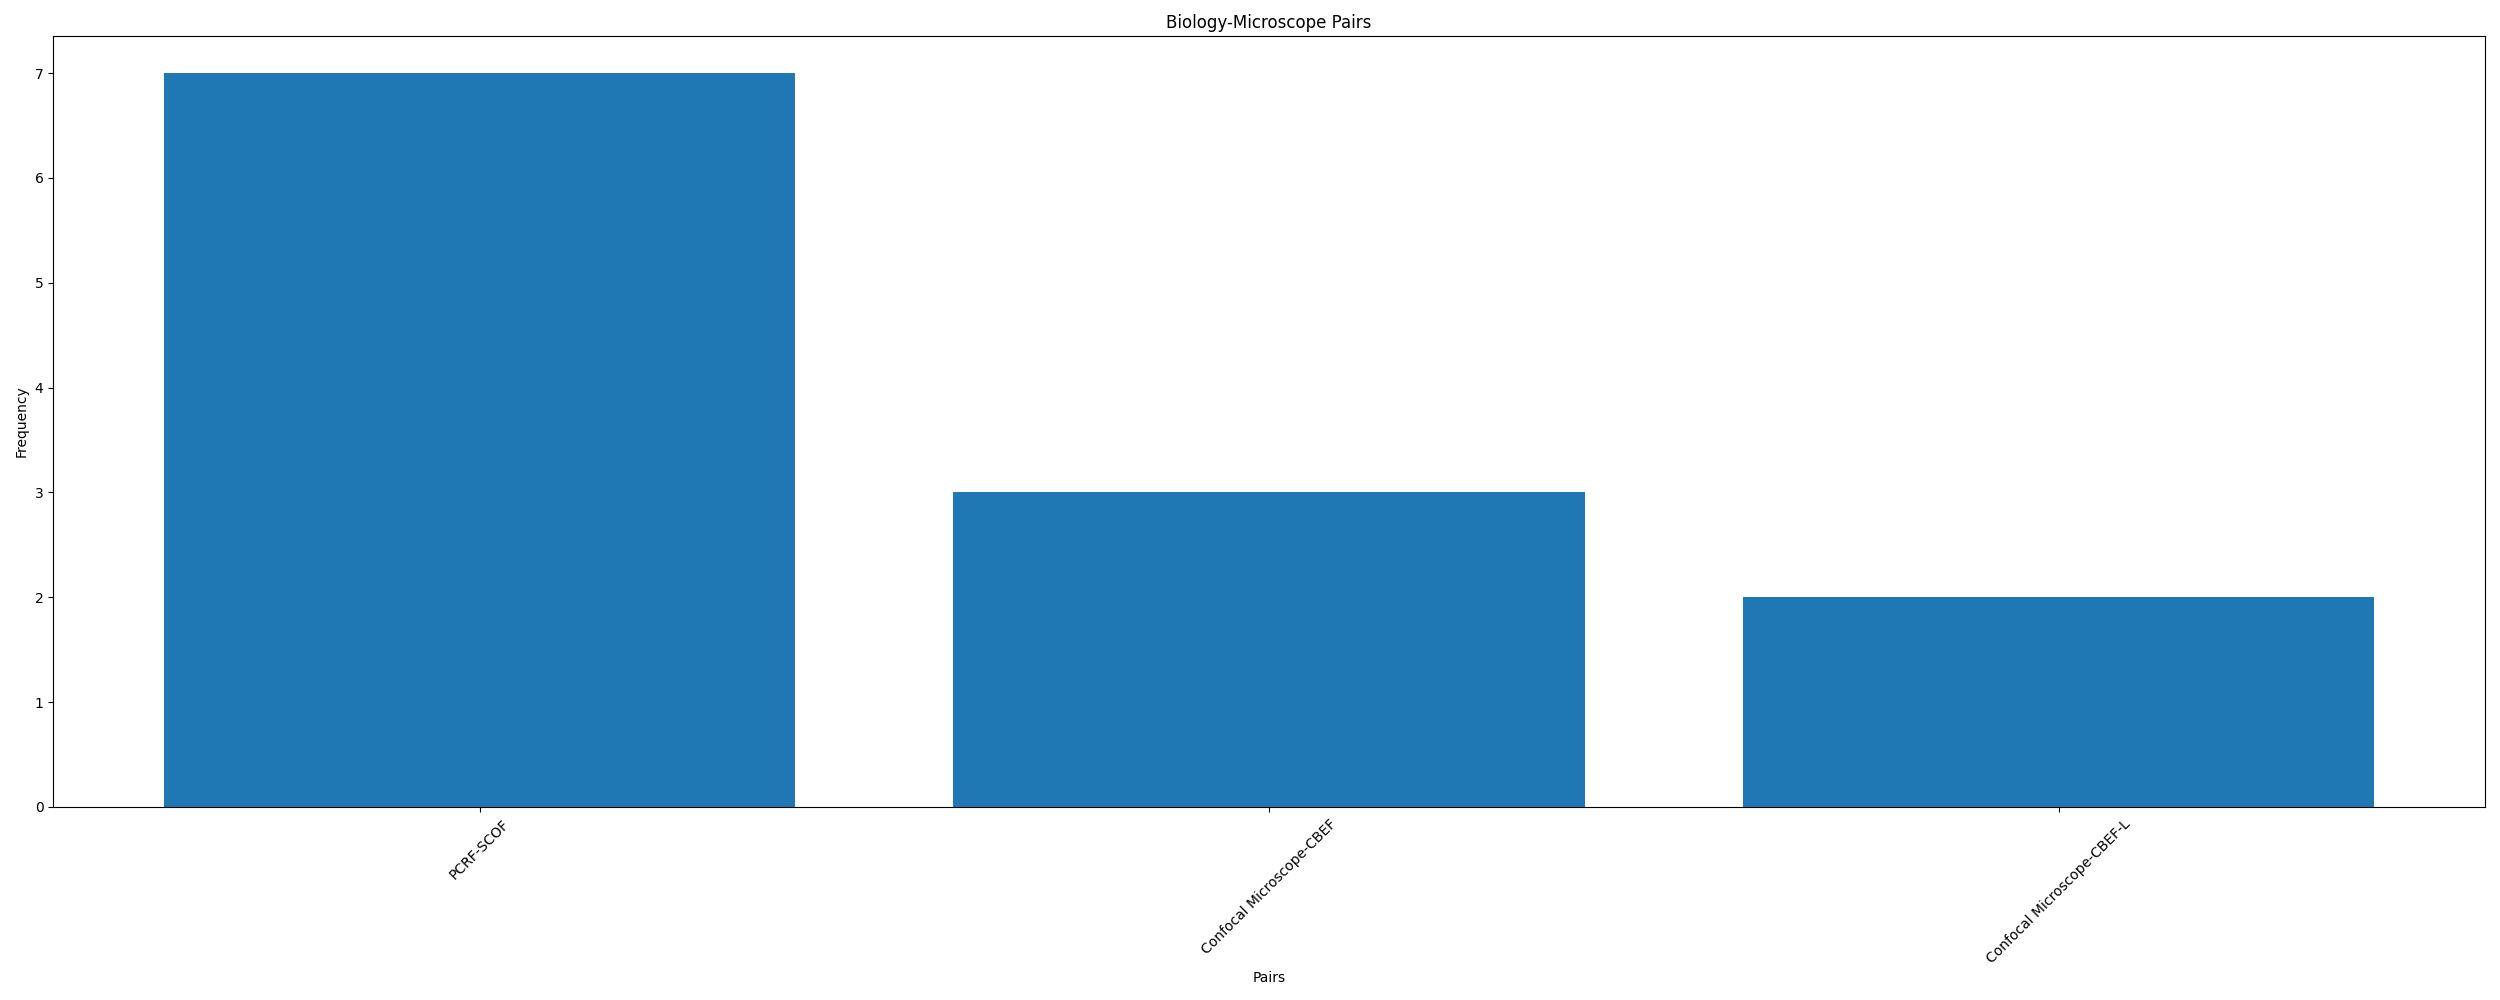 Biology-Microscope Pairs
7
6
5
4
3
2
1
0
Frequency
PCRF-SCOF
Confocal Microscope-CBEF
Confocal Microscope-CBEF-L
Pairs